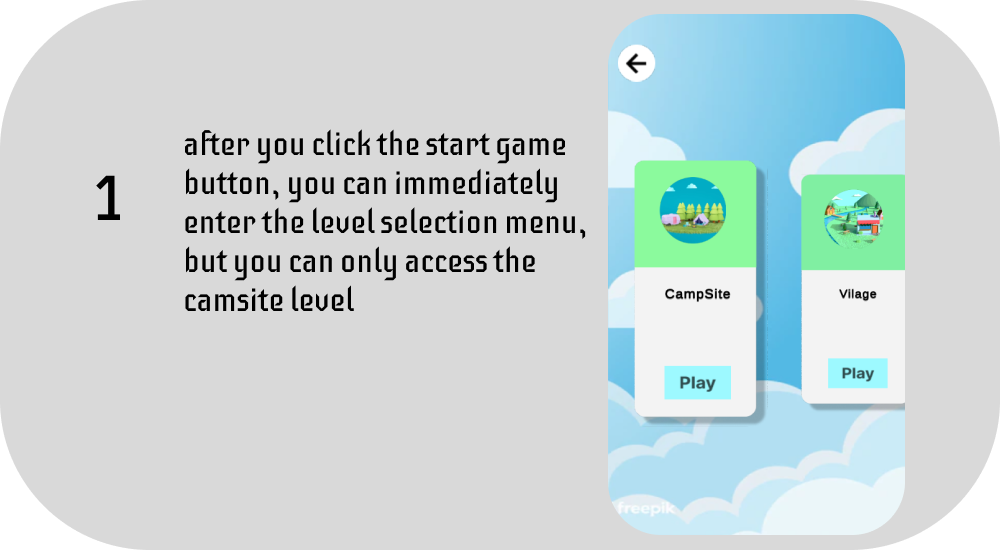 1
after you click the start game
button, you can immediately
enter the level selection menu,
but you can only access the
camsite level
CampSite
Play
Vilage
Play
freepik